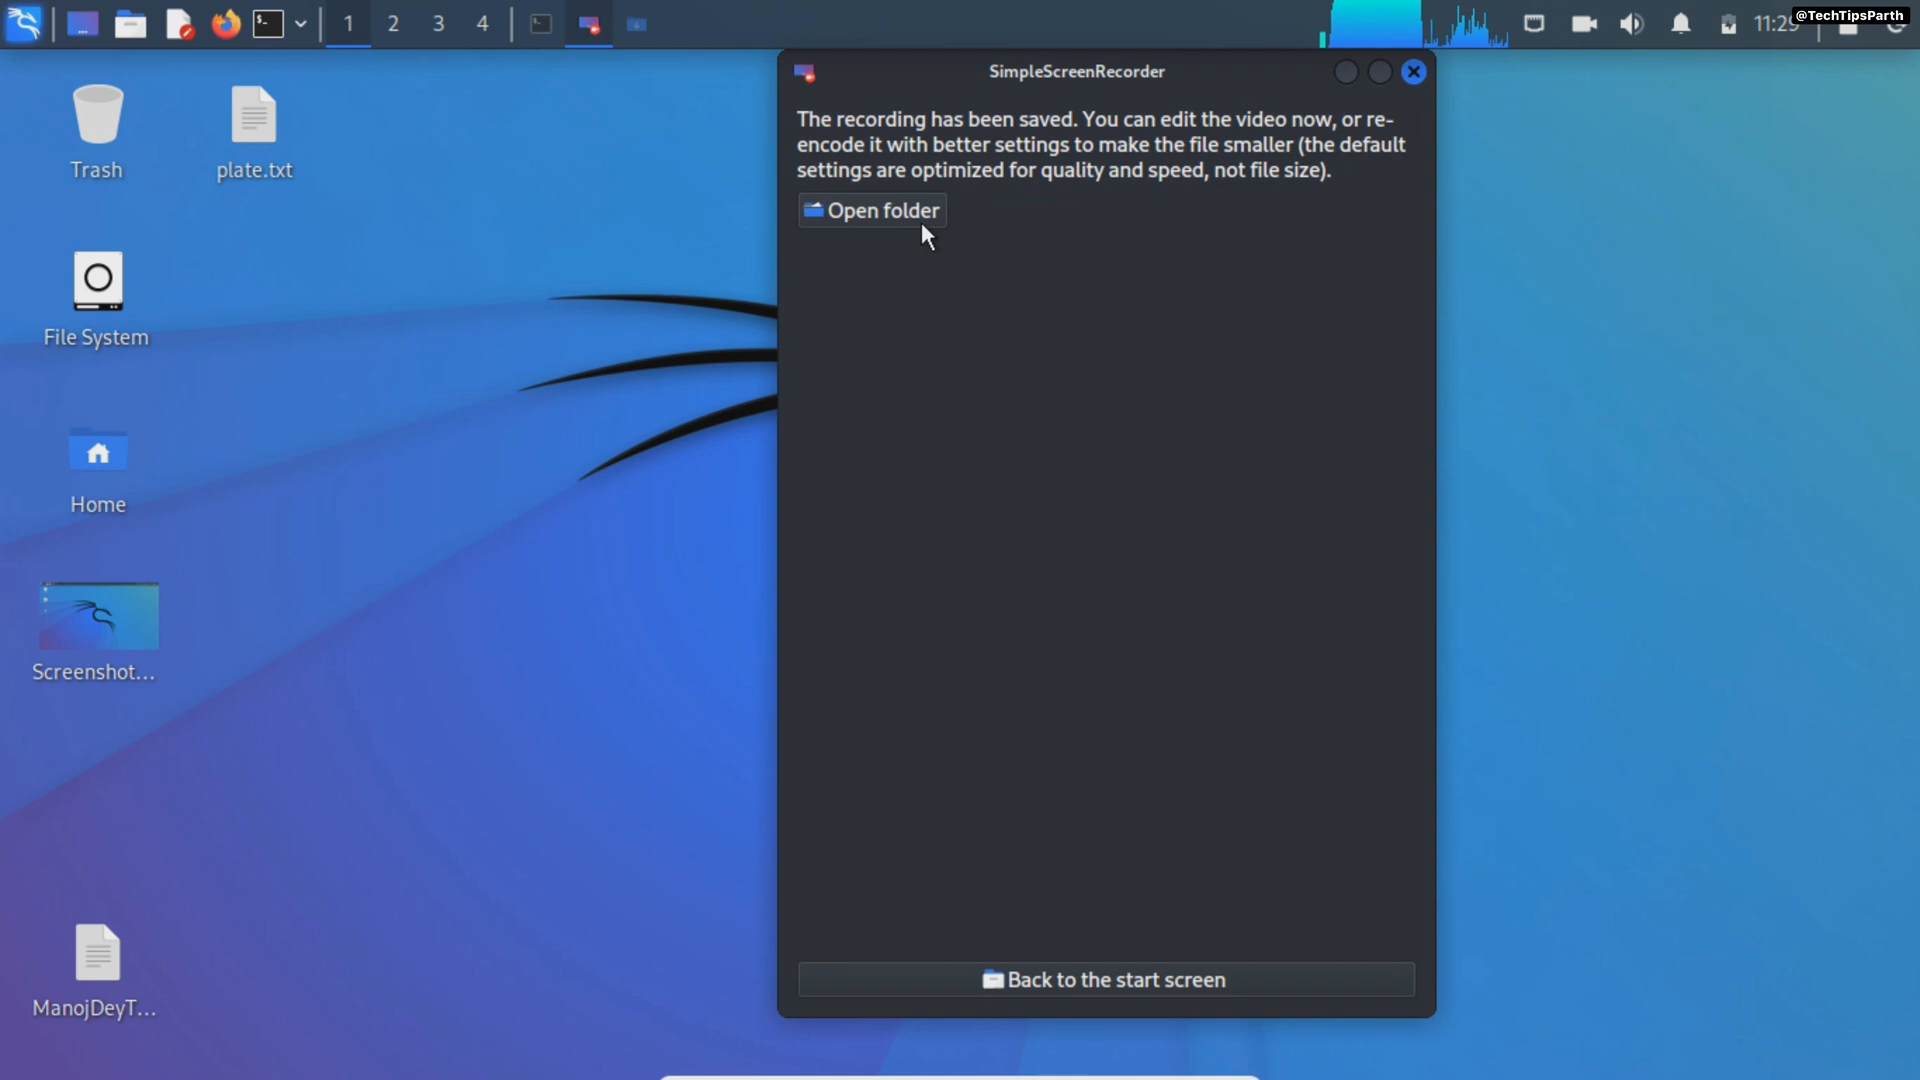 1 2 3 4
11:29
@TechTipsParth
Trash
plate.txt
File System
Home
Screenshot...
ManojDeyT...
SimpleScreenRecorder
The recording has been saved. You can edit the video now, or re-
encode it with better settings to make the file smaller (the default
settings are optimized for quality and speed, not file size).
Open folder
Back to the start screen